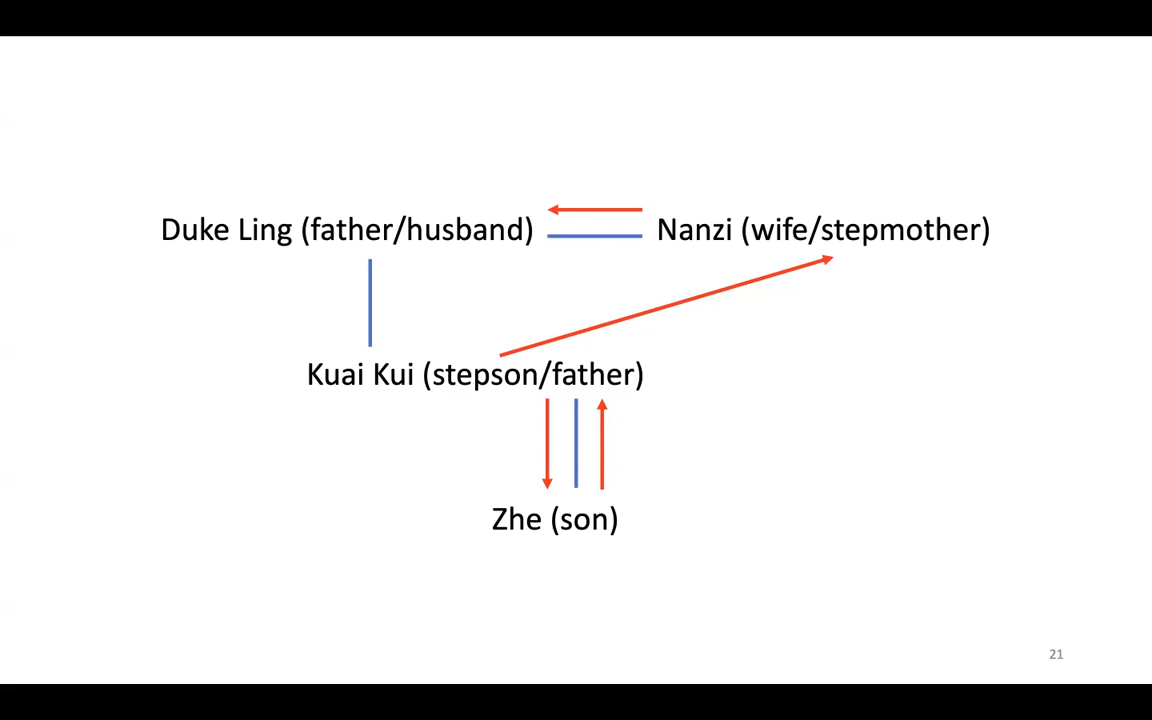 Duke Ling (father/husband)
Nanzi (wife/stepmother)
Kuai Kui (stepson/father)
Zhe (son)
21